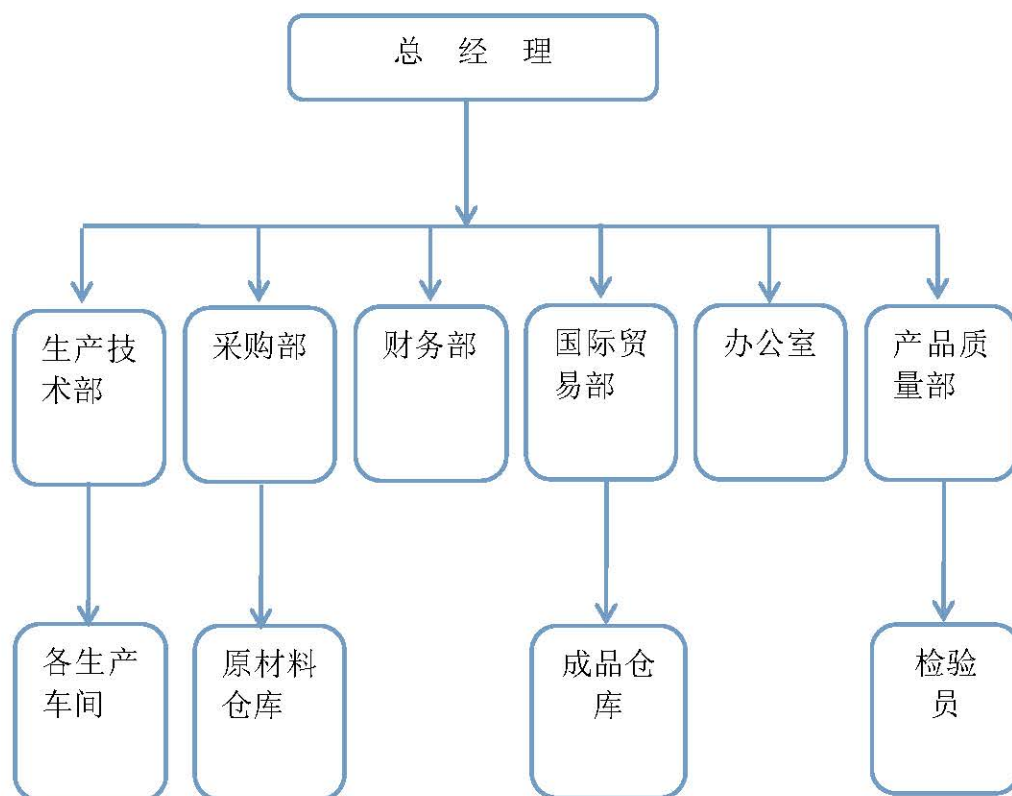 总 经 理
生产技
术部
采购部
财务部
国际贸
易部
办公室
产品质
量部
各生产
车间
原材料
仓库
成品仓
库
检验
员